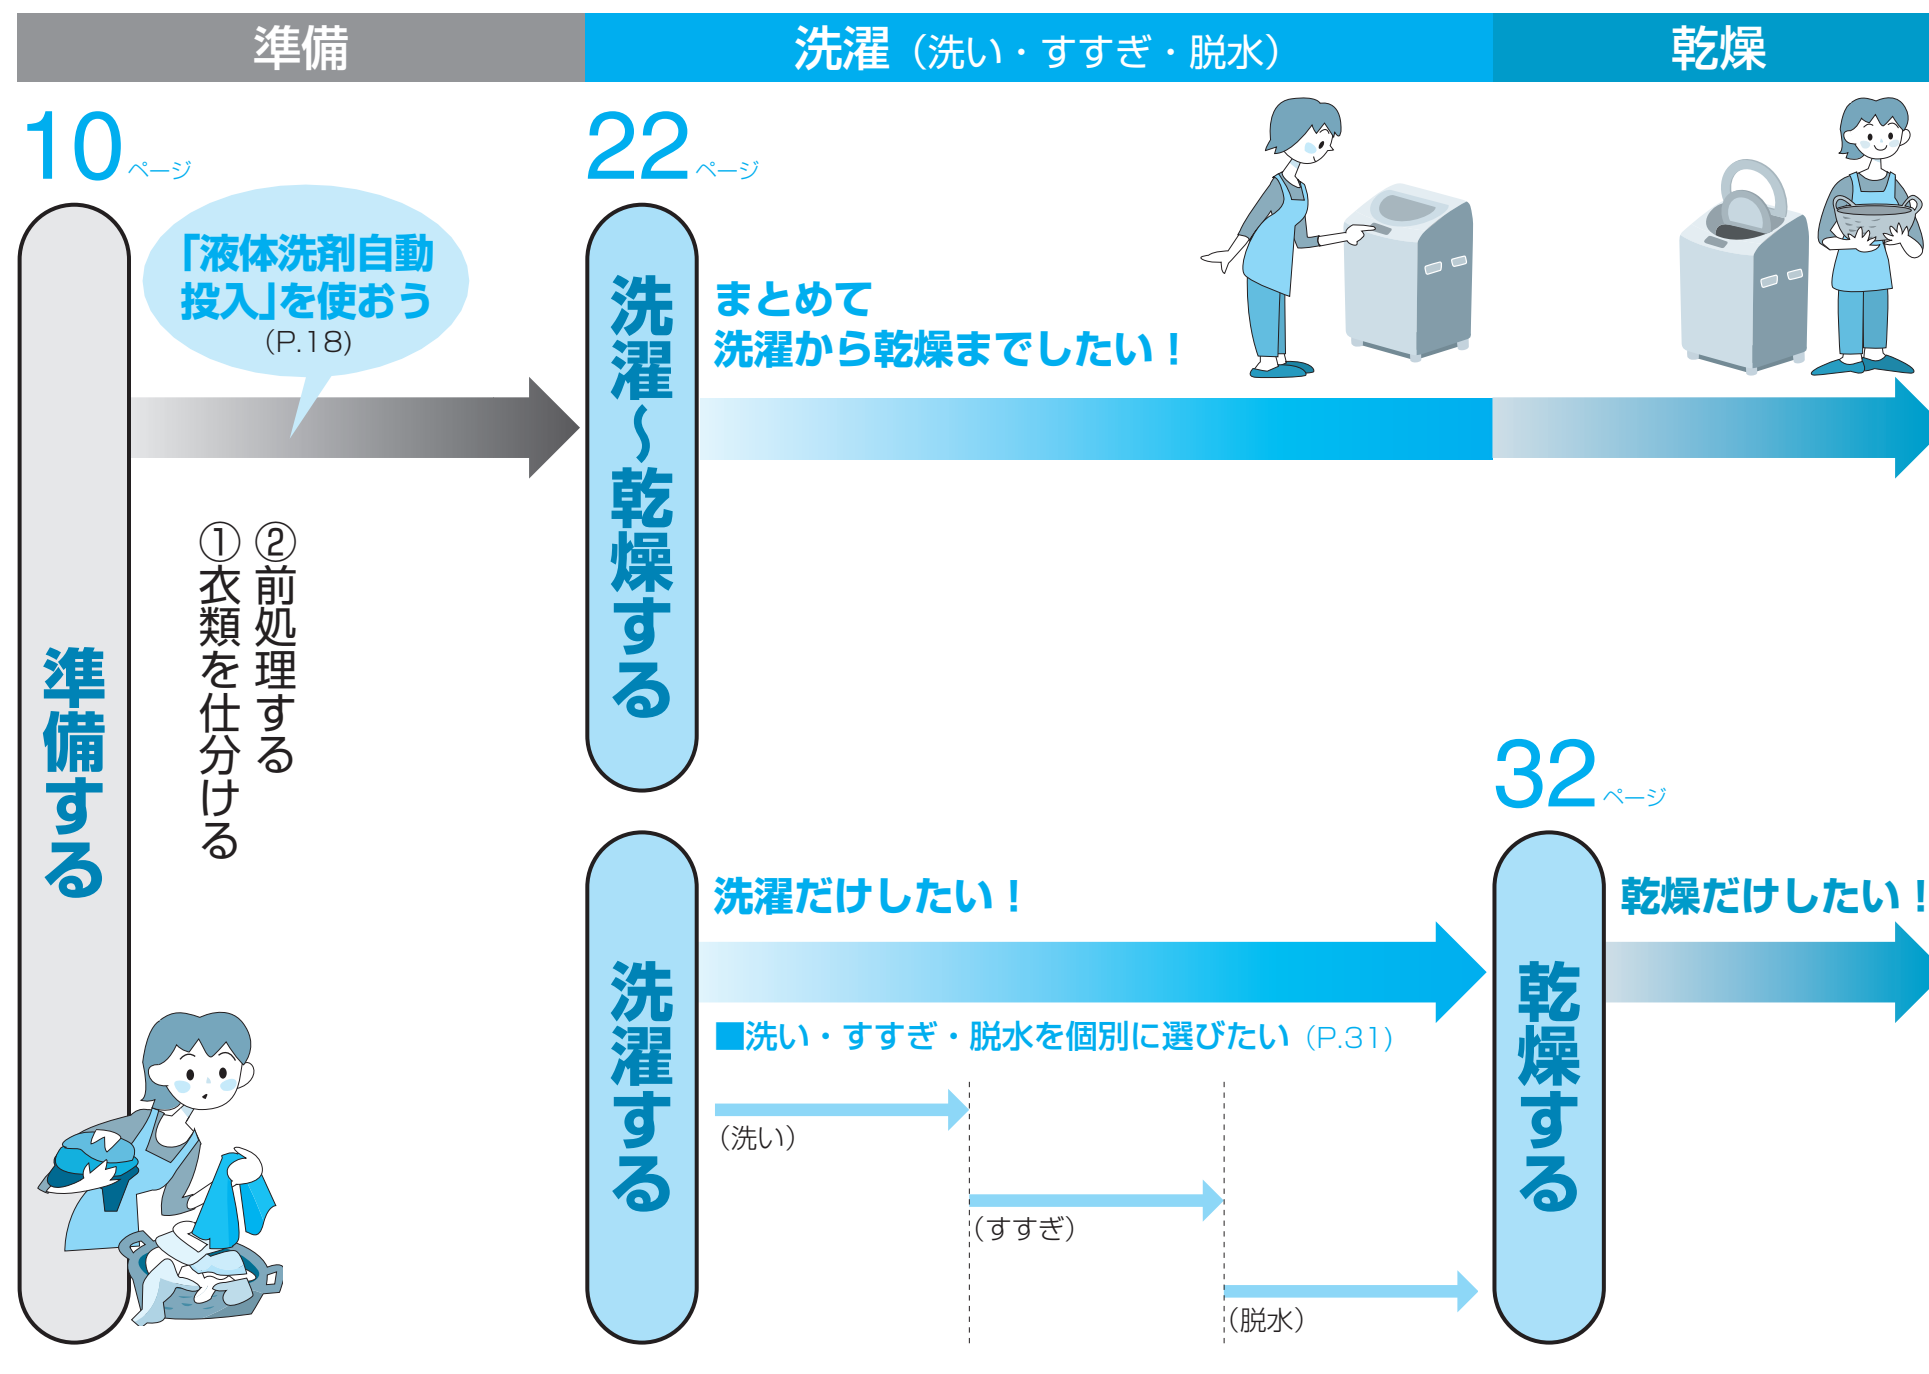 準備
洗濯(洗い・すすぎ・脱水)
乾燥
10ページ
「液体洗剤自動
投入」を使おう
(P.18)
準備する
①衣類を仕分ける
②前処理する
22ページ
洗濯〜乾燥する
まとめて
洗濯から乾燥までしたい！
洗濯する
洗濯だけしたい！
■洗い・すすぎ・脱水を個別に選びたい(P.31)
(洗い)
(すすぎ)
(脱水)
32ページ
乾燥する
乾燥だけしたい！